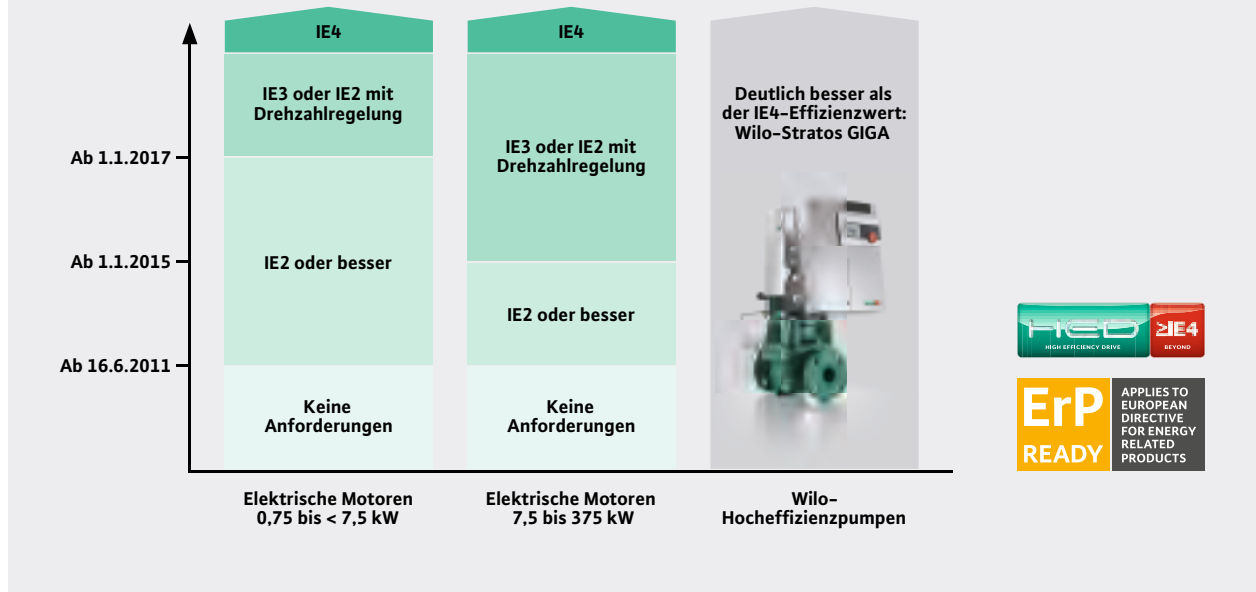 IE4
IE4
IE3 oder IE2 mit
Drehzahlregelung
IE3 oder IE2 mit
Drehzahlregelung
Deutlich besser als
der IE4-Effizienzwert:
Wilo-Stratos GIGA
Ab 1.1.2017
Ab 1.1.2015
Ab 16.6.2011
IE2 oder besser
IE2 oder besser
Keine
Anforderungen
Keine
Anforderungen
Elektrische Motoren
0,75 bis < 7,5 kW
Elektrische Motoren
7,5 bis 375 kW
Wilo-
Hocheffizienzpumpen
HED
HIGH EFFICIENCY DRIVE
≥IE4
BEYOND
ErP
READY
APPLIES TO
EUROPEAN
DIRECTIVE
FOR ENERGY
RELATED
PRODUCTS